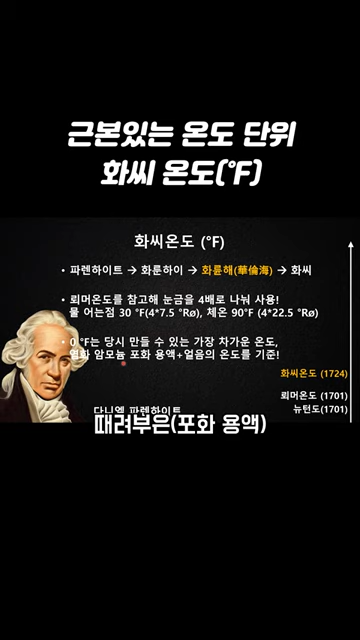 근본있는 온도 단위
화씨 온도(℉)
화씨온도 (℉)
• 파렌하이트 → 화룬하이 → 화륜해(華倫海) → 화씨
• 뢰머온도를 참고해 눈금을 4배로 나눠 사용!
물 어는점 30 ℉(4*7.5 °Rø), 체온 90℉ (4*22.5 °Rø)
• 0 ℉는 당시 만들 수 있는 가장 차가운 온도,
염화 암모늄 포화 용액+얼음의 온도를 기준!
화씨온도 (1724)
뢰머온도 (1701)
뉴턴도(1701)
다니엘 파렌하이트
때려부은(포화 용액)